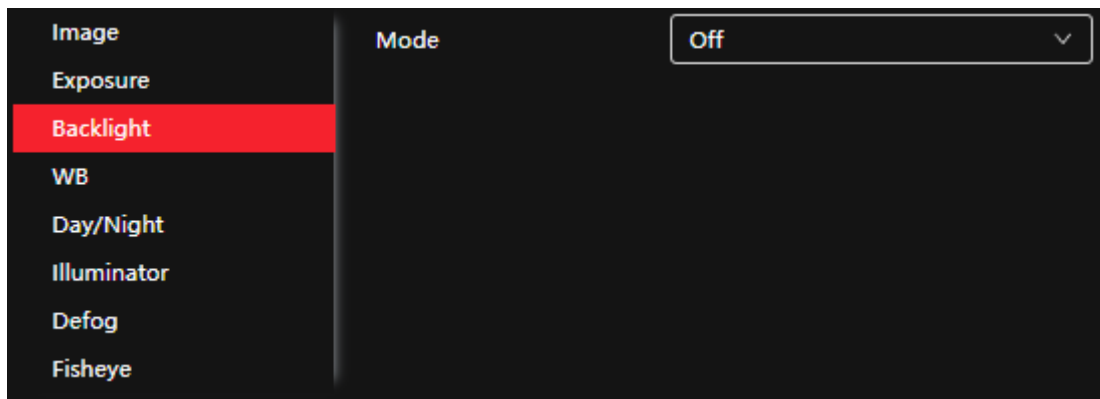 Image
Exposure
Backlight
WB
Day/Night
Illuminator
Defog
Fisheye
Mode
Off